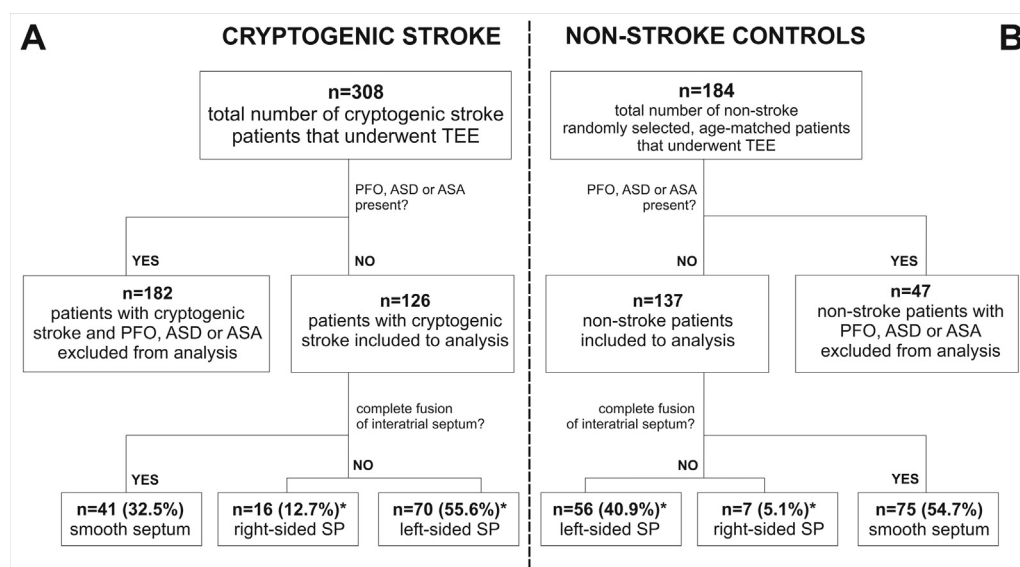 A
CRYPTOGENIC STROKE
n=308
total number of cryptogenic stroke
patients that underwent TEE
PFO, ASD or ASA
present?
YES
NO
n=182
patients with cryptogenic
stroke and PFO, ASD or ASA
excluded from analysis
n=126
patients with cryptogenic
stroke included to analysis
complete fusion
of interatrial septum?
YES
NO
n=41 (32.5%)
smooth septum
n=16 (12.7%)*
right-sided SP
n=70 (55.6%)*
left-sided SP
NON-STROKE CONTROLS
B
n=184
total number of non-stroke
randomly selected, age-matched patients
that underwent TEE
PFO, ASD or ASA
present?
NO
YES
n=137
non-stroke patients
included to analysis
n=47
non-stroke patients with
PFO, ASD or ASA
excluded from analysis
complete fusion
of interatrial septum?
NO
YES
n=56 (40.9%)*
left-sided SP
n=7 (5.1%)*
right-sided SP
n=75 (54.7%)
smooth septum